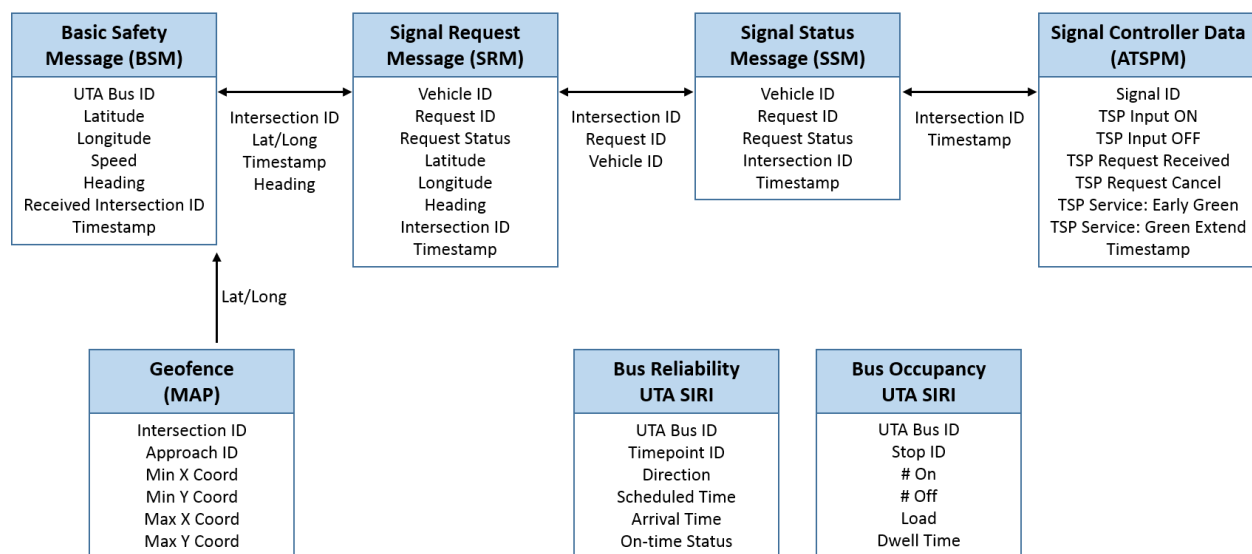 Basic Safety
Message (BSM)
UTA Bus ID
Latitude
Longitude
Speed
Heading
Received Intersection ID
Timestamp
Intersection ID
Lat/Long
Timestamp
Heading
Signal Request
Message (SRM)
Vehicle ID
Request ID
Request Status
Latitude
Longitude
Heading
Intersection ID
Timestamp
Intersection ID
Request ID
Vehicle ID
Signal Status
Message (SSM)
Vehicle ID
Request ID
Request Status
Intersection ID
Timestamp
Intersection ID
Timestamp
Signal Controller Data
(ATSPM)
Signal ID
TSP Input ON
TSP Input OFF
TSP Request Received
TSP Request Cancel
TSP Service: Early Green
TSP Service: Green Extend
Timestamp
Lat/Long
Geofence
(MAP)
Intersection ID
Approach ID
Min X Coord
Min Y Coord
Max X Coord
Max Y Coord
Bus Reliability
UTA SIRI
UTA Bus ID
Timepoint ID
Direction
Scheduled Time
Arrival Time
On-time Status
Bus Occupancy
UTA SIRI
UTA Bus ID
Stop ID
# On
# Off
Load
Dwell Time